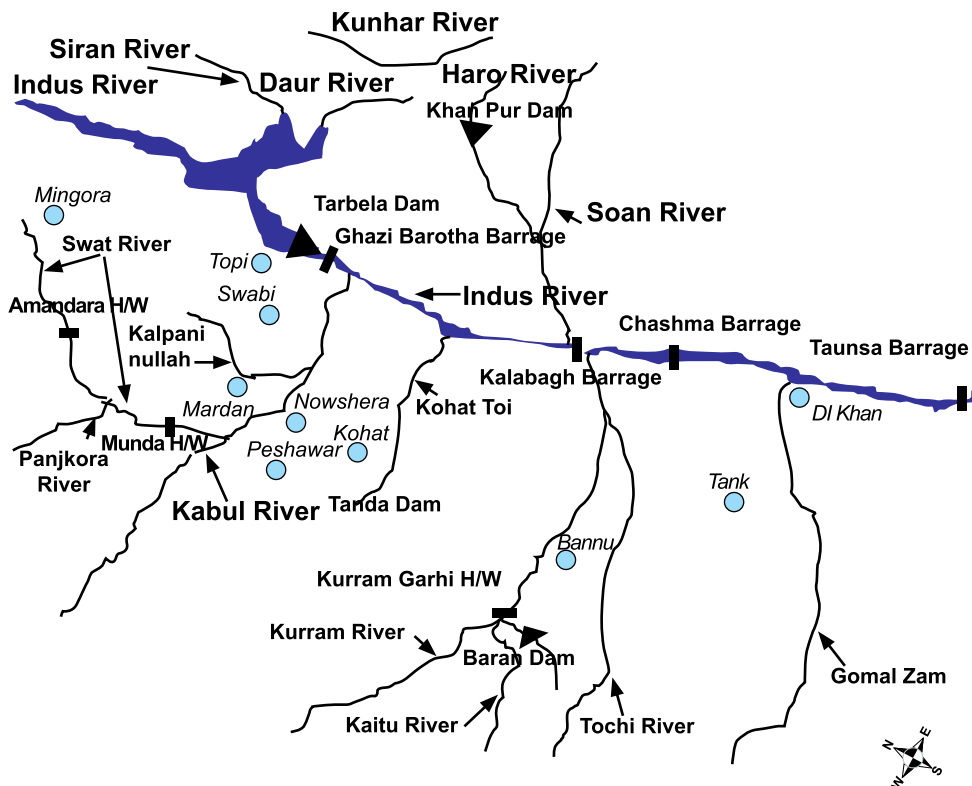 Kunhar River
Siran River
Indus River
Daur River
Haro River
Khan Pur Dam
Mingora
Tarbela Dam
Soan River
Swat River
Ghazi Barotha Barrage
Topi
Swabi
Indus River
Amandara H/W
Chashma Barrage
Kalpani
nullah
Taunsa Barrage
Kalabagh Barrage
Mardan
Nowshera
Kohat Toi
DI Khan
Munda H/W
Peshawar
Kohat
Panjkora
River
Kabul River
Tanda Dam
Tank
Bannu
Kurram Garhi H/W
Kurram River
Baran Dam
Gomal Zam
Kaitu River
Tochi River
N
E
S
W